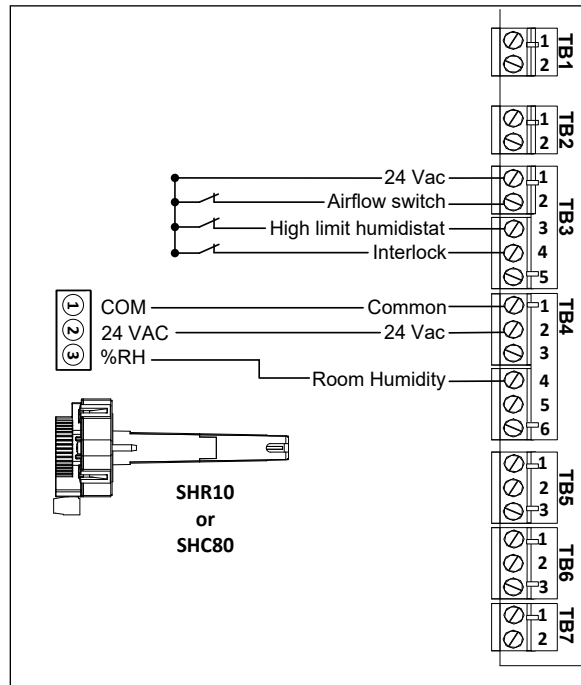 1
2
TB1
1
2
TB2
24 Vac 1
Airflow switch 2
High limit humidistat 3
Interlock 4
5
TB3
1 COM Common 1
2 24 VAC 24 Vac 2
3 %RH 3
Room Humidity 4
5
6
TB4
SHR10
or
SHC80
1
2
3
TB5
1
2
3
TB6
1
2
TB7